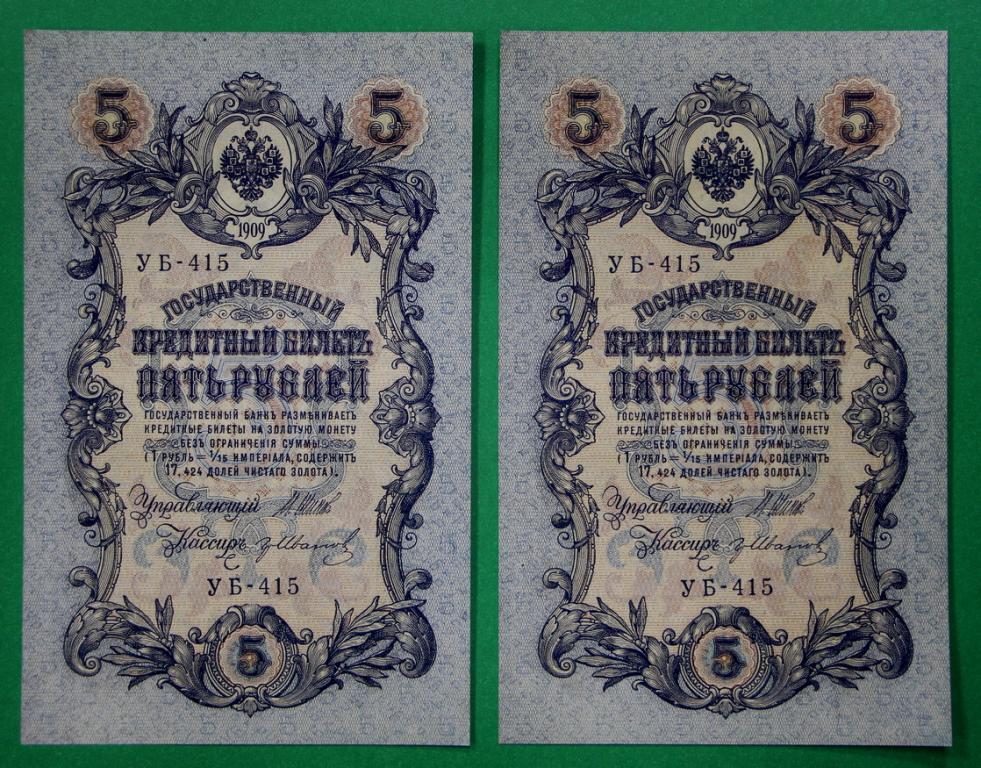 5 5
1909
УБ-415
ГОСУДАРСТВЕННЫЙ
КРЕДИТНЫЙ БИЛЕТЪ
ПЯТЬ РУБЛЕЙ
ГОСУДАРСТВЕННЫЙ БАНКЪ РАЗМѢНИВАЕТЪ
КРЕДИТНЫЕ БИЛЕТЫ НА ЗОЛОТУЮ МОНЕТУ
БЕЗЪ ОГРАНИЧЕНІЯ СУММЫ
(1 РУБЛЬ = 1/15 ИМПЕРІАЛА, СОДЕРЖИТЪ
17,424 ДОЛЕЙ ЧИСТАГО ЗОЛОТА).
Управляющій
Кассиръ
УБ-415
5
5 5
1909
УБ-415
ГОСУДАРСТВЕННЫЙ
КРЕДИТНЫЙ БИЛЕТЪ
ПЯТЬ РУБЛЕЙ
ГОСУДАРСТВЕННЫЙ БАНКЪ РАЗМѢНИВАЕТЪ
КРЕДИТНЫЕ БИЛЕТЫ НА ЗОЛОТУЮ МОНЕТУ
БЕЗЪ ОГРАНИЧЕНІЯ СУММЫ
(1 РУБЛЬ = 1/15 ИМПЕРІАЛА, СОДЕРЖИТЪ
17,424 ДОЛЕЙ ЧИСТАГО ЗОЛОТА).
Управляющій
Кассиръ
УБ-415
5